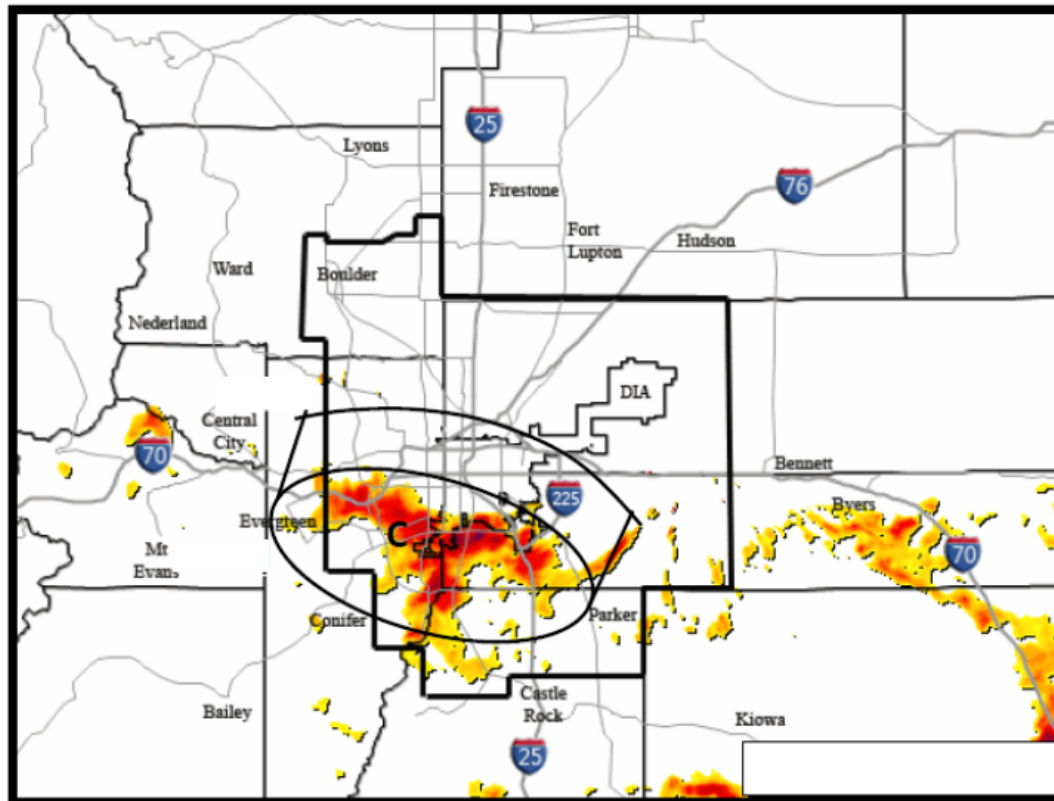 25
Lyons
76
Firestone
Fort
Lupton
Hudson
Ward
Boulder
Nederland
DIA
Central
City
70
Bennett
225
Byers
Evergreen
C
70
Mt
Evans
Conifer
Parker
Castle
Rock
Bailey
Kiowa
25